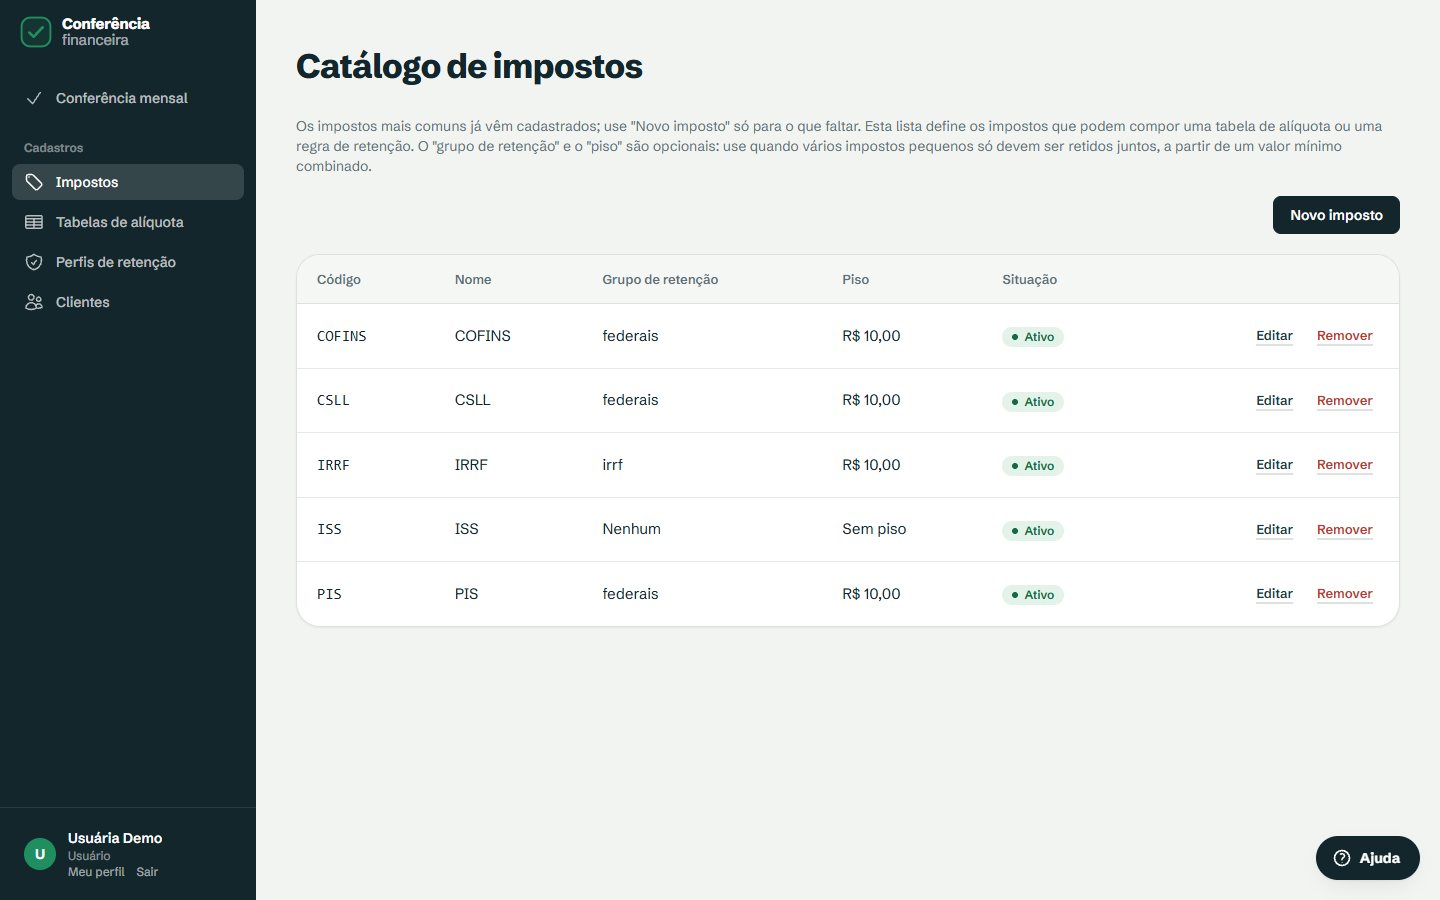 Conferência
financeira
Conferência mensal
Cadastros
Impostos
Tabelas de alíquota
Perfis de retenção
Clientes
Usuária Demo
Usuário
Meu perfil Sair
Catálogo de impostos
Os impostos mais comuns já vêm cadastrados; use "Novo imposto" só para o que faltar. Esta lista define os impostos que podem compor uma tabela de alíquota ou uma
regra de retenção. O "grupo de retenção" e o "piso" são opcionais: use quando vários impostos pequenos só devem ser retidos juntos, a partir de um valor mínimo
combinado.
Novo imposto
Código Nome Grupo de retenção Piso Situação
COFINS COFINS federais R$ 10,00 Ativo Editar Remover
CSLL CSLL federais R$ 10,00 Ativo Editar Remover
IRRF IRRF irrf R$ 10,00 Ativo Editar Remover
ISS ISS Nenhum Sem piso Ativo Editar Remover
PIS PIS federais R$ 10,00 Ativo Editar Remover
U
Ajuda